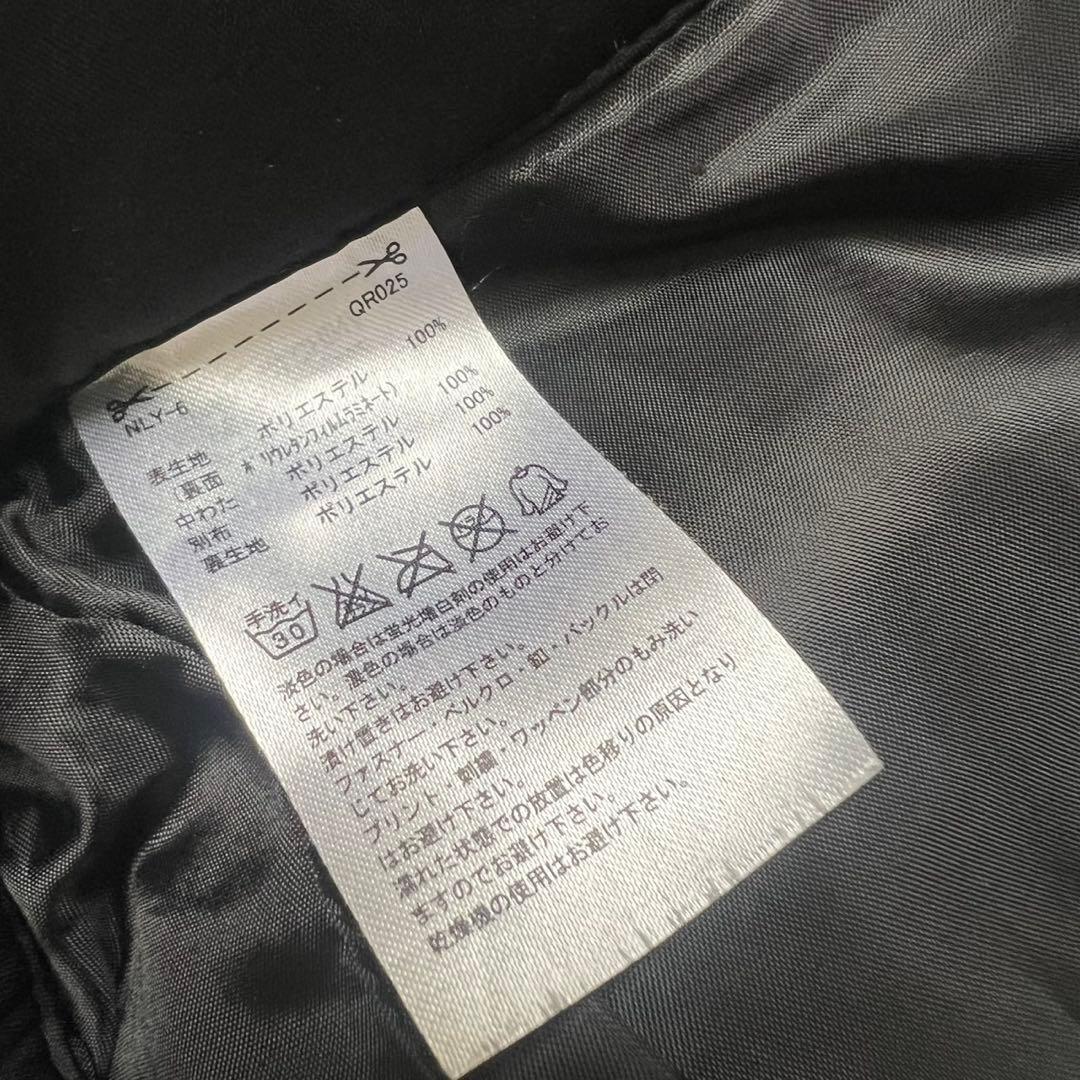 QR025
NLY-6
表生地 ポリエステル 100%
(裏面 ポリウレタンフィルムラミネート)
中わた ポリエステル 100%
別布 ポリエステル 100%
裏生地 ポリエステル 100%
手洗イ
30
淡色の場合は蛍光増白剤の使用はお避け下
さい。濃色の場合は淡色のものと分けてお
洗い下さい。
漬け置きはお避け下さい。
ファスナー・ベルクロ・釦・バックルは閉
じてお洗い下さい。
プリント・刺繍・ワッペン部分のもみ洗い
はお避け下さい。
濡れた状態での放置は色移りの原因となり
ますのでお避け下さい。
乾燥機の使用はお避け下さい。